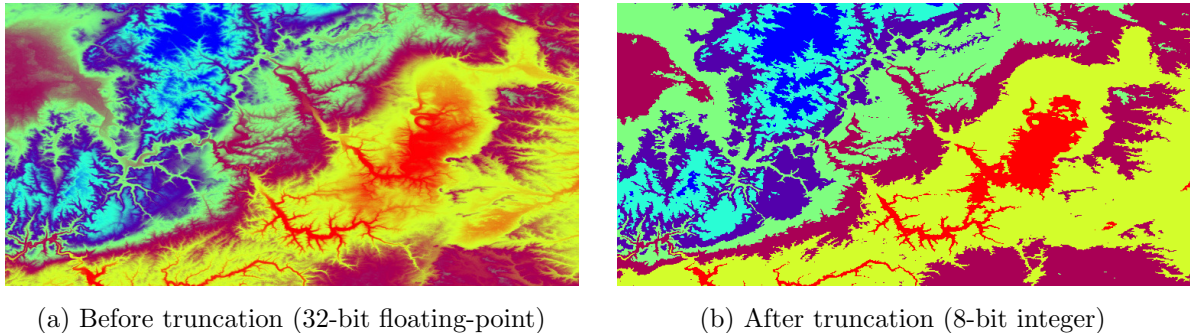 (a) Before truncation (32-bit floating-point)
(b) After truncation (8-bit integer)